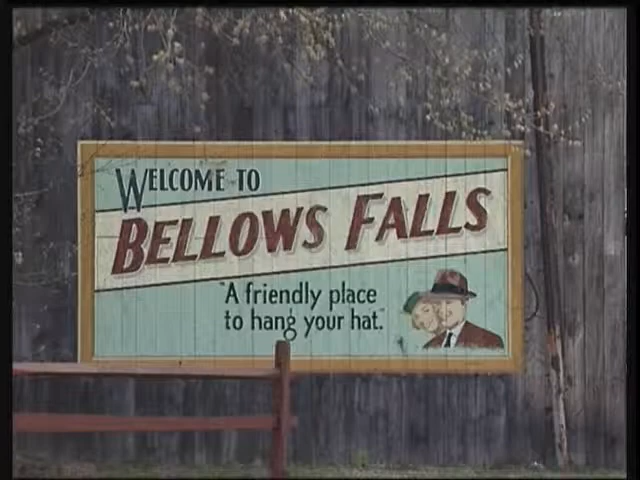 WELCOME TO
BELLOWS FALLS
"A friendly place
to hang your hat."